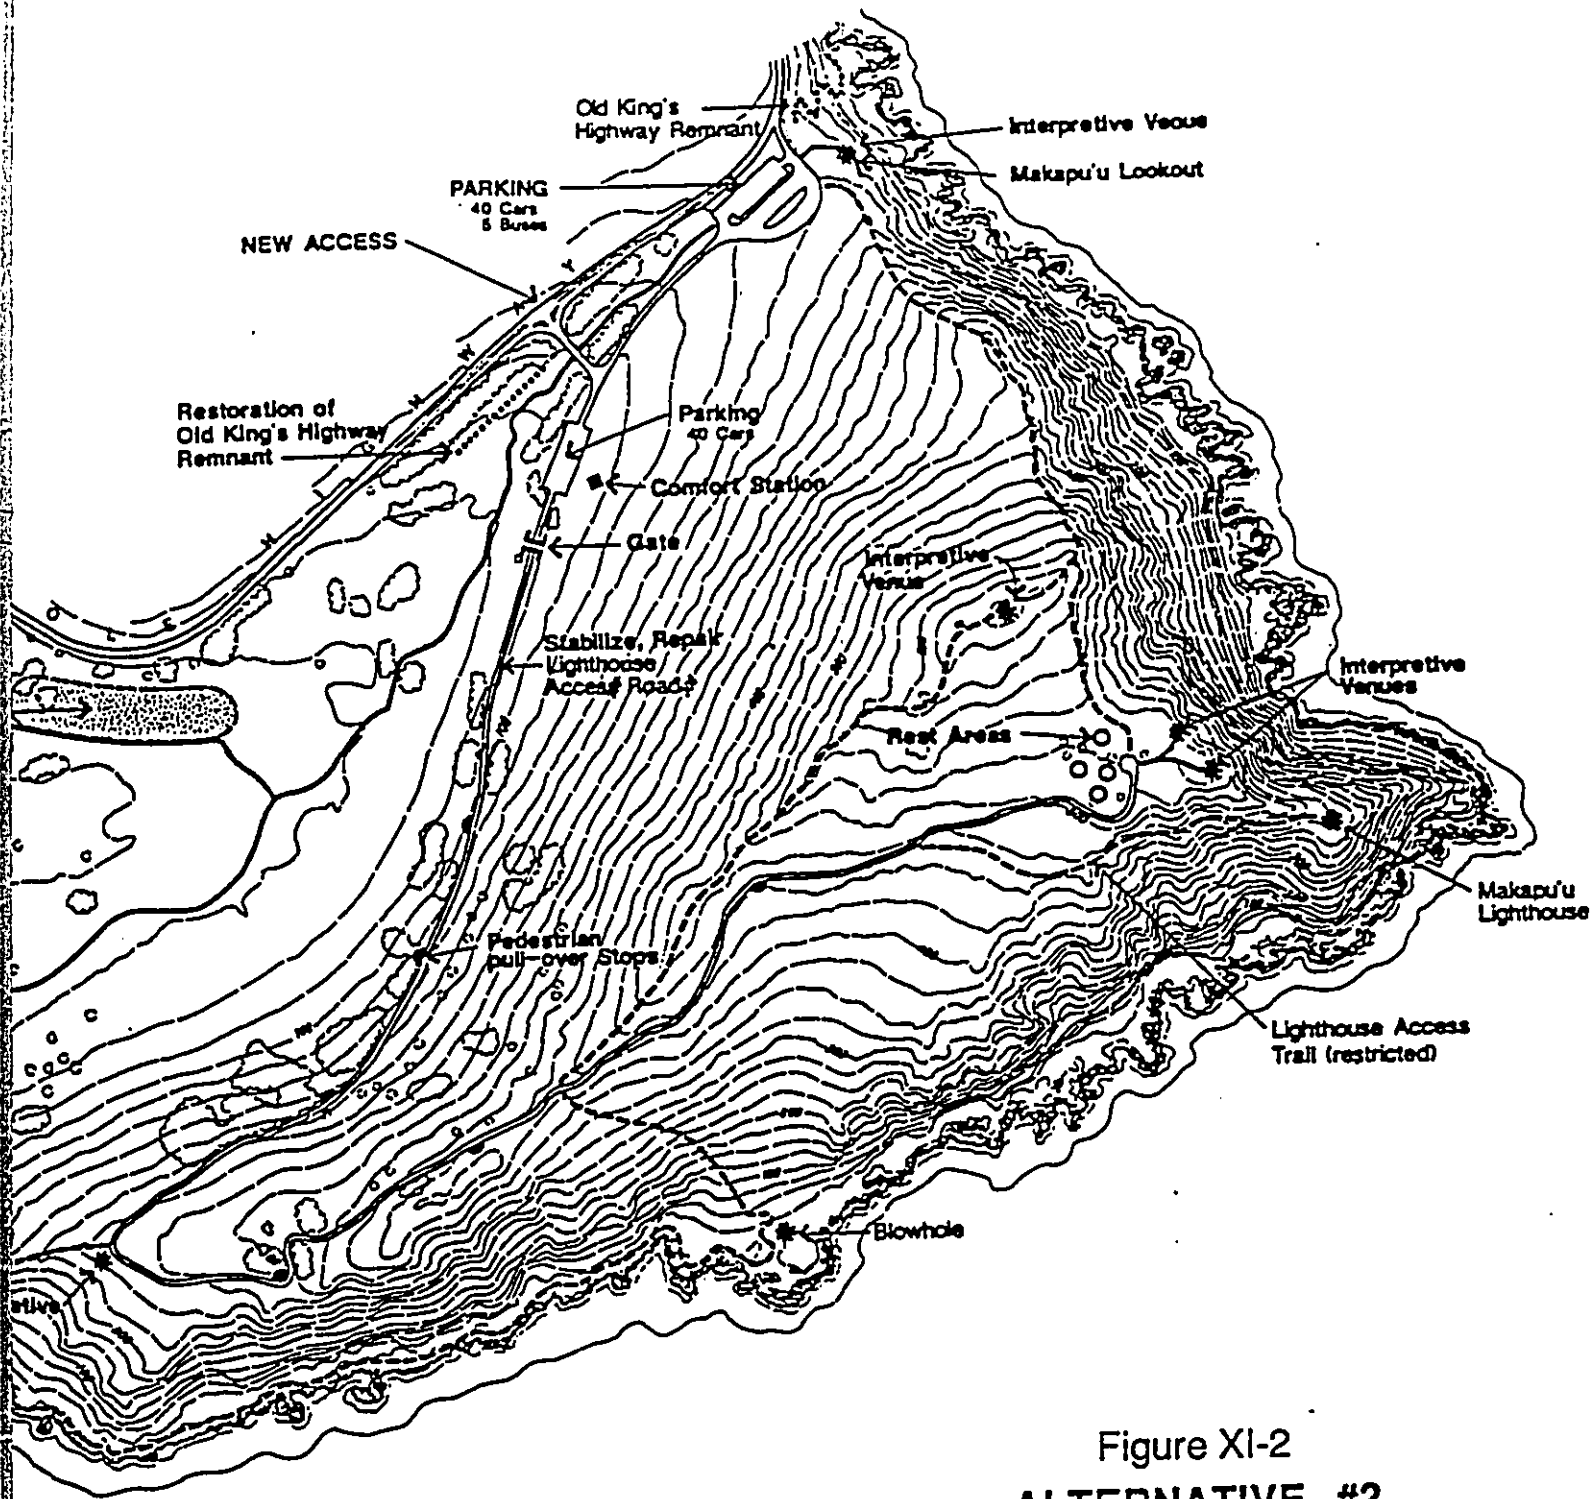 Old King's
Highway Remnant
Interpretive Veoue
Makapu'u Lookout
PARKING
40 Cars
5 Buses
NEW ACCESS
Restoration of
Old King's Highway
Remnant
Parking
40 Cars
Comfort Station
Gate
Interpretive
Venue
Stabilize, Repair
Lighthouse
Access Road
Interpretive
Venues
Rest Areas
Makapu'u
Lighthouse
Pedestrian
pull-over Stops
Lighthouse Access
Trail (restricted)
Blowhole
ative
Figure XI-2
ALTERNATIVE